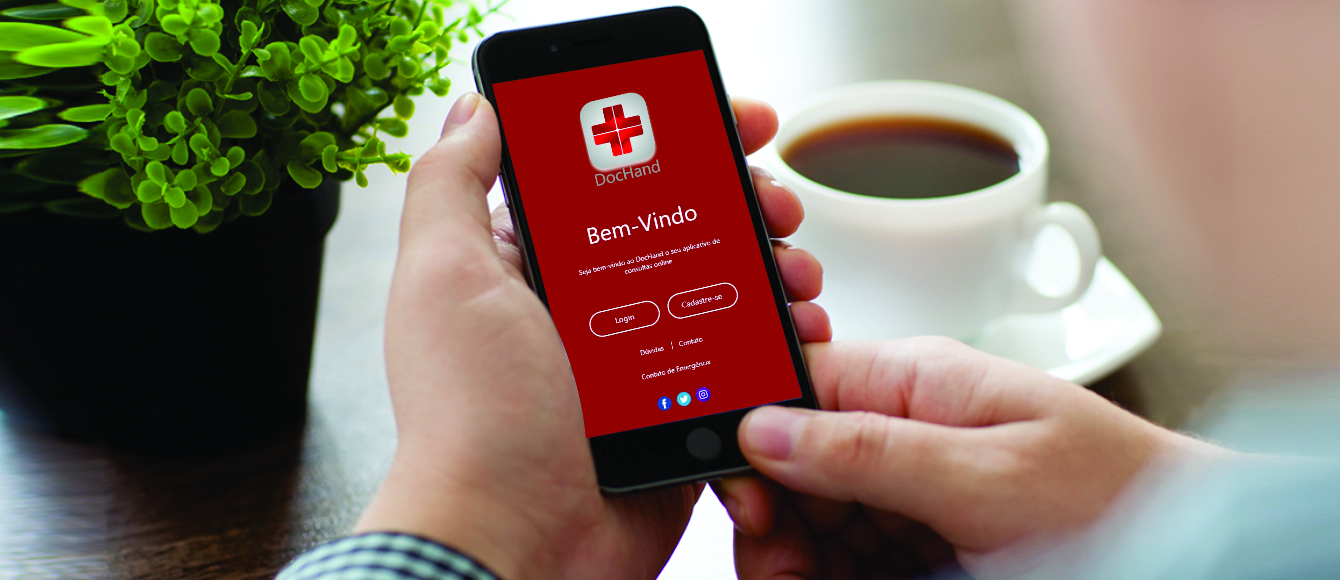 DocHand
Bem-Vindo
Seja bem-vindo ao DocHand o seu aplicativo de
consultas online
Login
Cadastre-se
Dúvidas | Contato
Contato de Emergência